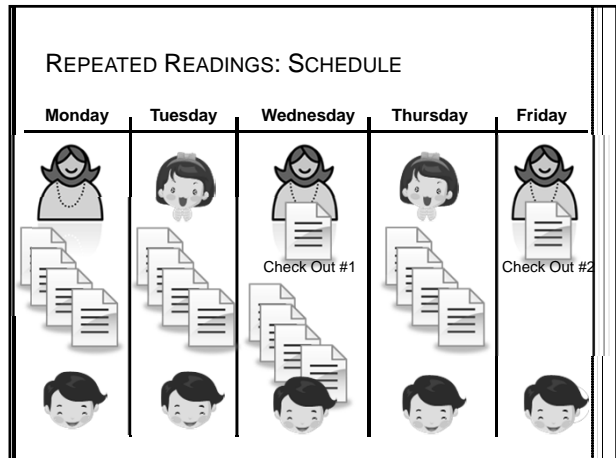 REPEATED READINGS: SCHEDULE
Monday Tuesday Wednesday Thursday Friday
Check Out #1 Check Out #2